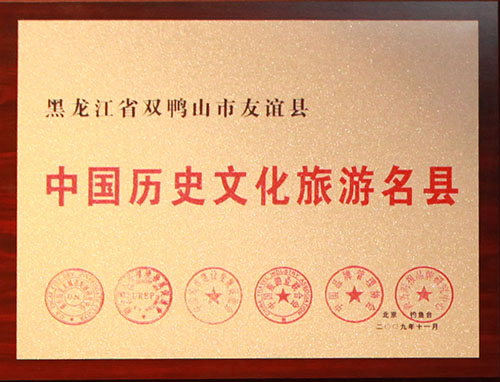 黑龙江省双鸭山市友谊县
中国历史文化旅游名县
U.N.
UREP
北京 钓鱼台
二〇〇九年十一月